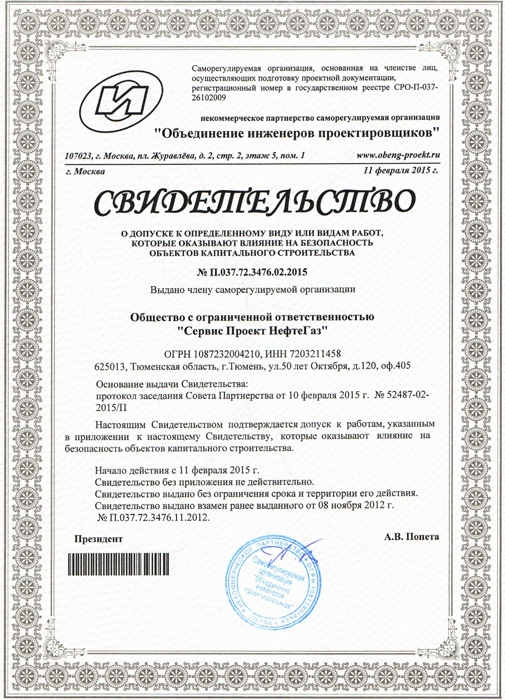 Саморегулируемая организация, основанная на членстве лиц,
осуществляющих подготовку проектной документации,
регистрационный номер в государственном реестре СРО-П-037-
26102009
некоммерческое партнерство саморегулируемая организация
"Объединение инженеров проектировщиков"
107023, г. Москва, пл. Журавлёва, д. 2, стр. 2, этаж 5, пом. 1 www.obeng-proekt.ru
г. Москва 11 февраля 2015 г.
СВИДЕТЕЛЬСТВО
О ДОПУСКЕ К ОПРЕДЕЛЕННОМУ ВИДУ ИЛИ ВИДАМ РАБОТ,
КОТОРЫЕ ОКАЗЫВАЮТ ВЛИЯНИЕ НА БЕЗОПАСНОСТЬ
ОБЪЕКТОВ КАПИТАЛЬНОГО СТРОИТЕЛЬСТВА
№ П.037.72.3476.02.2015
Выдано члену саморегулируемой организации
Общество с ограниченной ответственностью
"Сервис Проект НефтеГаз"
ОГРН 1087232004210, ИНН 7203211458
625013, Тюменская область, г.Тюмень, ул.50 лет Октября, д.120, оф.405
Основание выдачи Свидетельства:
протокол заседания Совета Партнерства от 10 февраля 2015 г. № 52487-02-
2015/П
Настоящим Свидетельством подтверждается допуск к работам, указанным
в приложении к настоящему Свидетельству, которые оказывают влияние на
безопасность объектов капитального строительства.
Начало действия с 11 февраля 2015 г.
Свидетельство без приложения не действительно.
Свидетельство выдано без ограничения срока и территории его действия.
Свидетельство выдано взамен ранее выданного от 08 ноября 2012 г.
№ П.037.72.3476.11.2012.
Президент А.В. Попета
Саморегулируемая
организация
"Объединение
инженеров
проектировщиков"